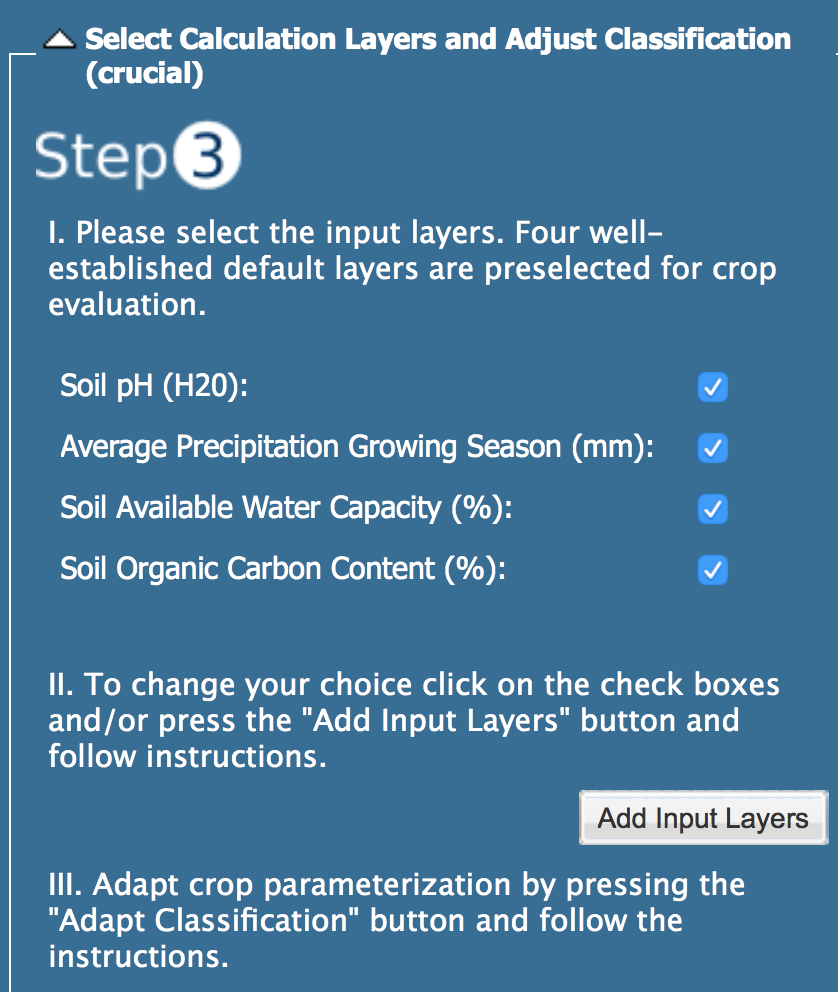 Select Calculation Layers and Adjust Classification
(crucial)
Step 3
I. Please select the input layers. Four well-
established default layers are preselected for crop
evaluation.
Soil pH (H20):
Average Precipitation Growing Season (mm):
Soil Available Water Capacity (%):
Soil Organic Carbon Content (%):
II. To change your choice click on the check boxes
and/or press the "Add Input Layers" button and
follow instructions.
Add Input Layers
III. Adapt crop parameterization by pressing the
"Adapt Classification" button and follow the
instructions.